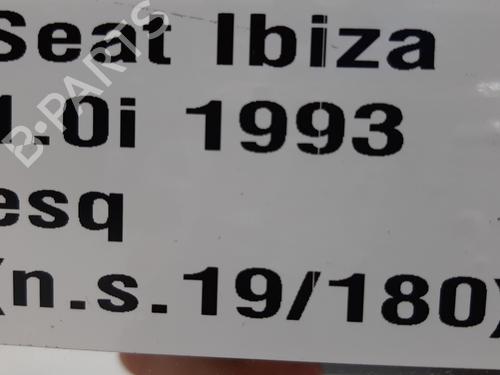 Seat Ibiza
1.0i 1993
esq
(n.s.19/180)
B-PARTS